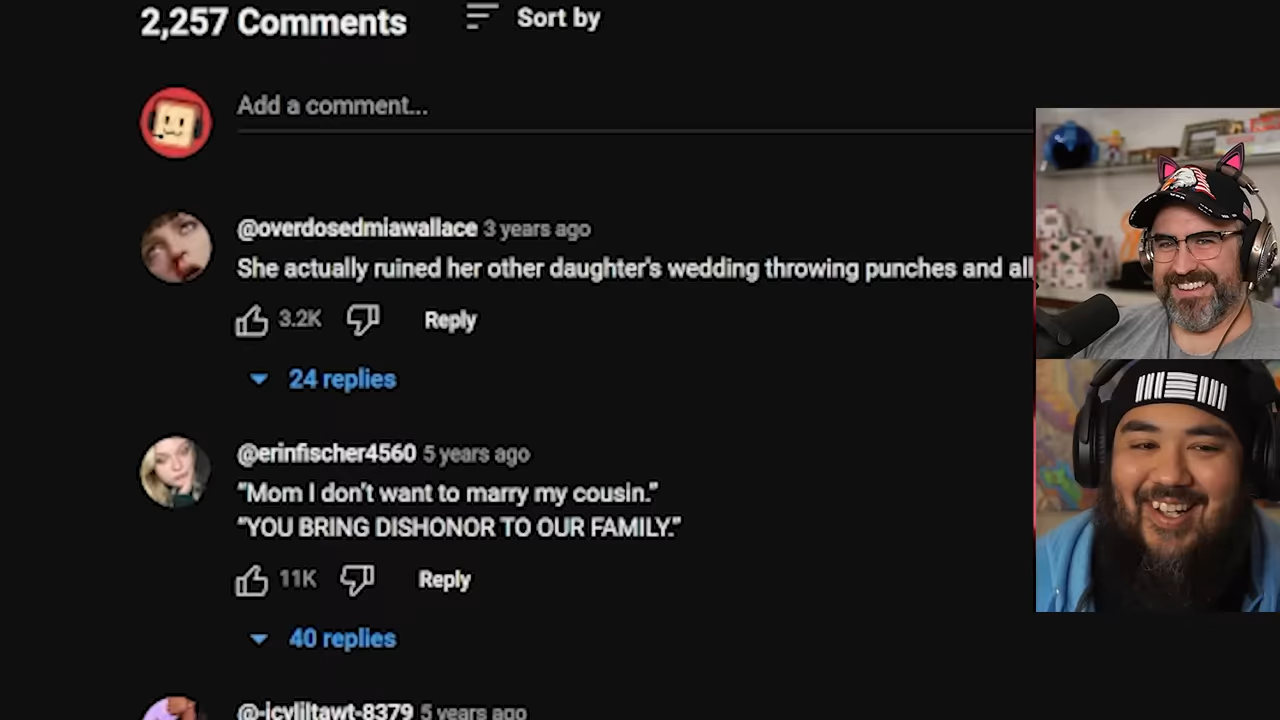 2,257 Comments
Sort by
Add a comment...
@overdosedmiawallace 3 years ago
She actually ruined her other daughter's wedding throwing punches and all
3.2K
Reply
24 replies
@erinfischer4560 5 years ago
"Mom I don't want to marry my cousin."
"YOU BRING DISHONOR TO OUR FAMILY."
11K
Reply
40 replies
@-icyliltawt-8379 5 years ago